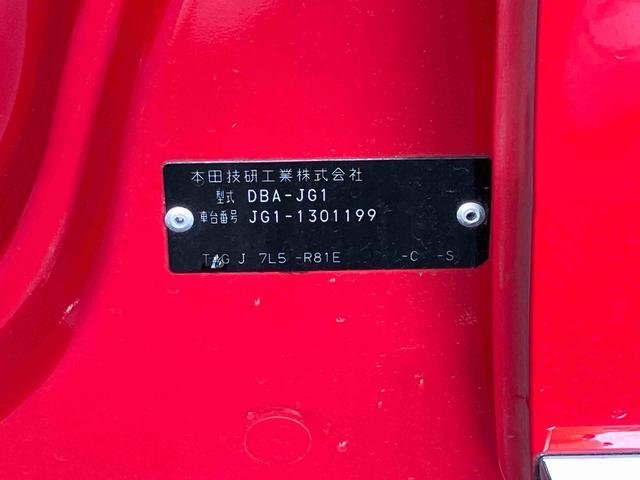 本田技研工業株式会社
型式 DBA-JG1
車台番号 JG1-1301199
J 7L5 -R81E -C -S